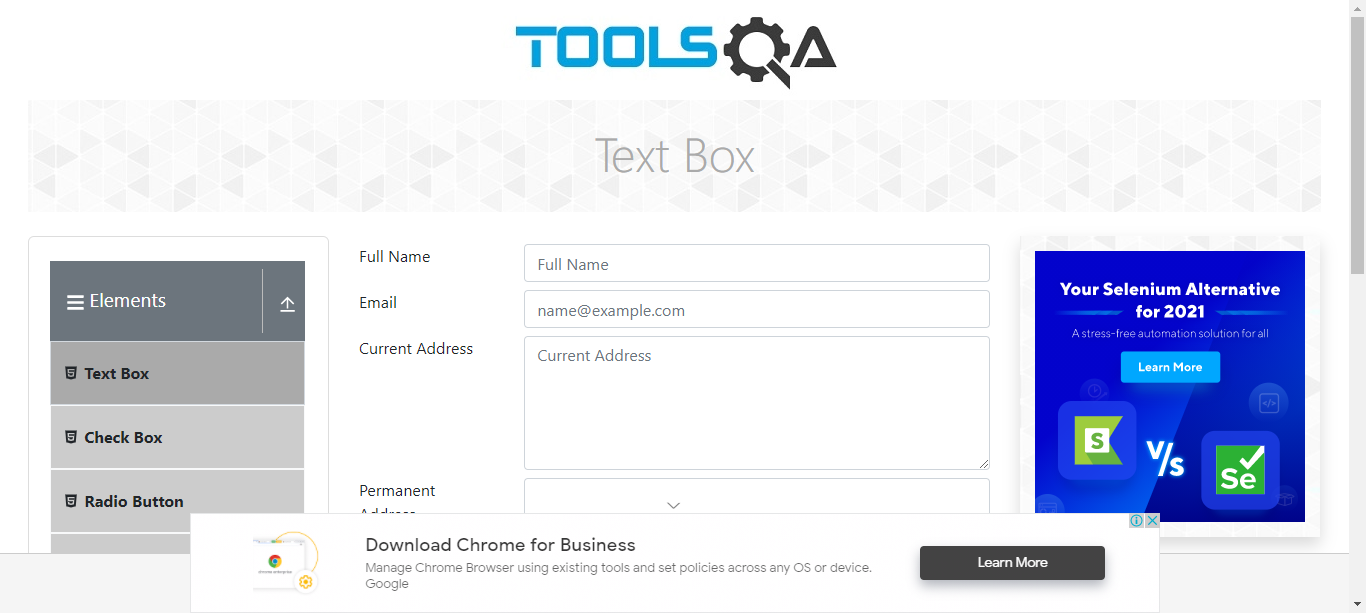 TOOLSQA
Text Box
Elements
Text Box
Check Box
Radio Button
Full Name
Full Name
Email
name@example.com
Current Address
Current Address
Permanent
Address
Your Selenium Alternative
for 2021
A stress-free automation solution for all
Learn More
S
V/s
Se
</>
Download Chrome for Business
Manage Chrome Browser using existing tools and set policies across any OS or device.
Google
Learn More